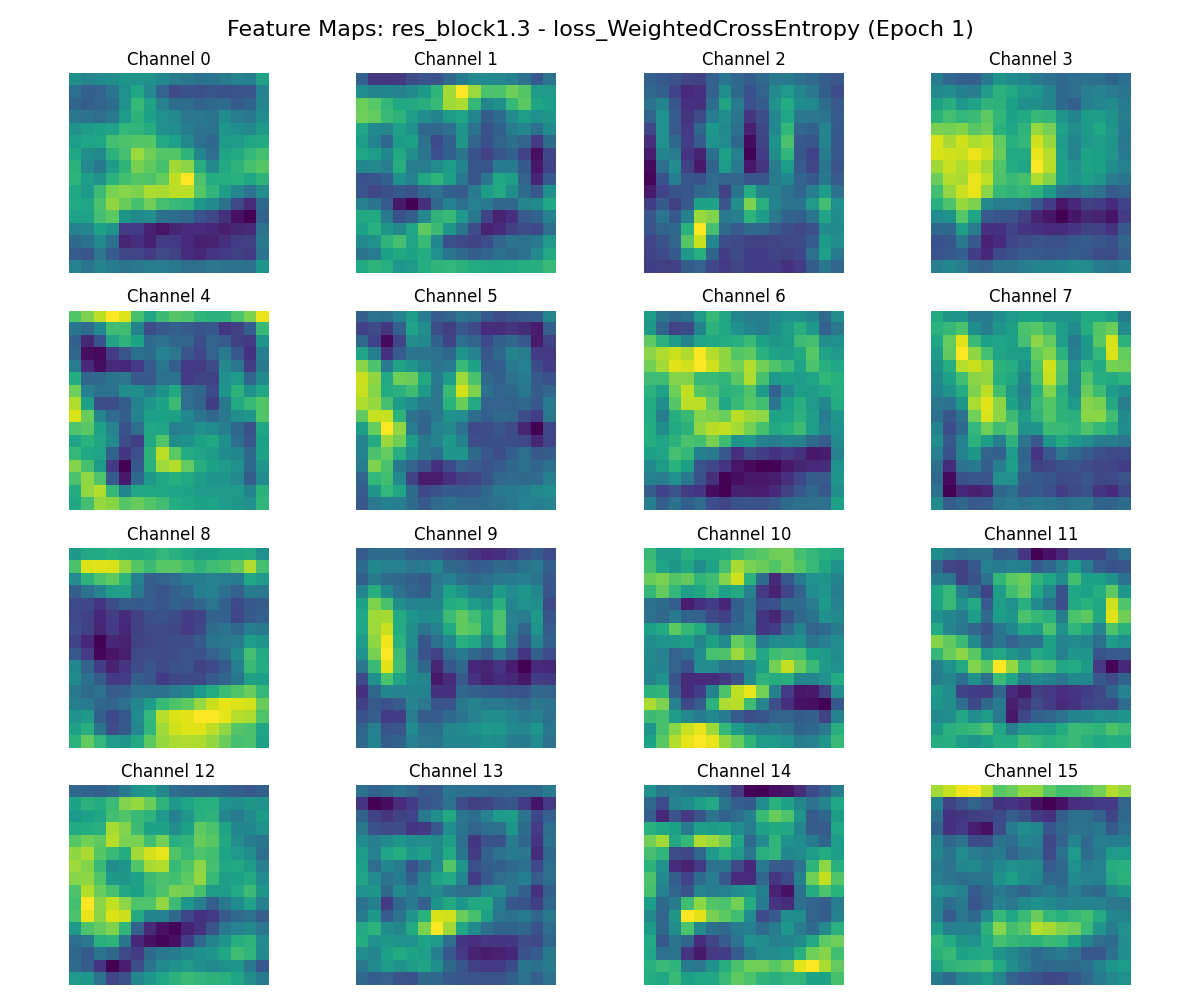 Feature Maps: res_block1.3 - loss_WeightedCrossEntropy (Epoch 1)
Channel 0
Channel 1
Channel 2
Channel 3
Channel 4
Channel 5
Channel 6
Channel 7
Channel 8
Channel 9
Channel 10
Channel 11
Channel 12
Channel 13
Channel 14
Channel 15